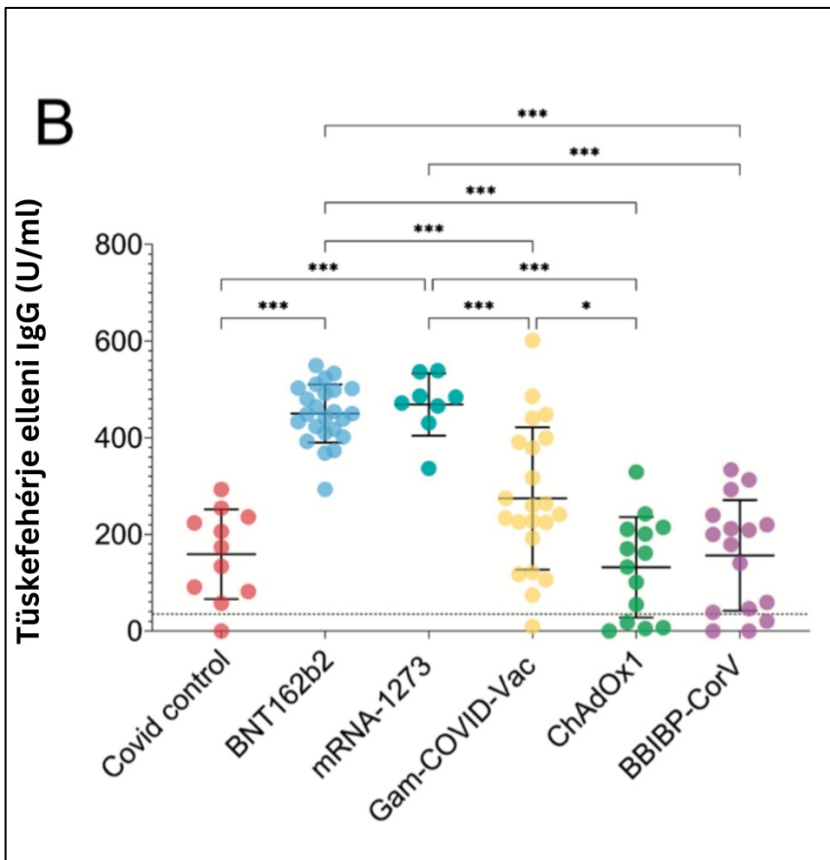 B
***
***
***
***
*** ***
*** *** *
Tüskefehérje elleni IgG (U/ml)
800
600
400
200
0
Covid control
BNT162b2
mRNA-1273
Gam-COVID-Vac
ChAdOx1
BBIBP-CorV